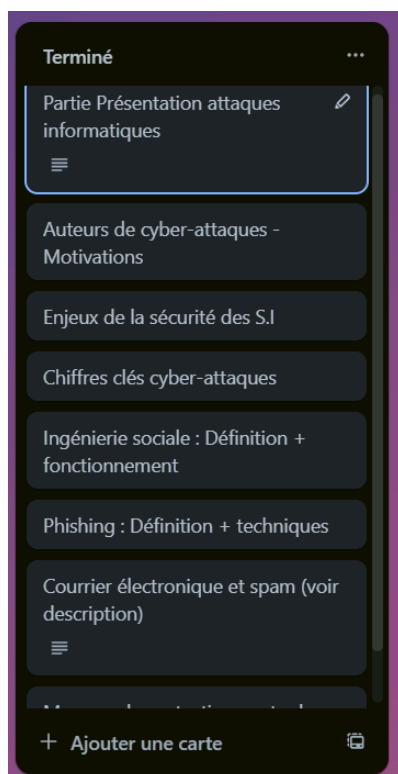 Terminé
Partie Présentation attaques
informatiques
Auteurs de cyber-attaques -
Motivations
Enjeux de la sécurité des S.I
Chiffres clés cyber-attaques
Ingénierie sociale : Définition +
fonctionnement
Phishing : Définition + techniques
Courrier électronique et spam (voir
description)
+ Ajouter une carte